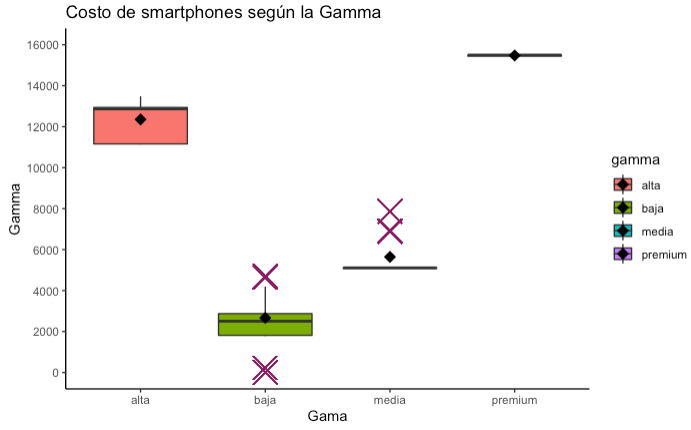 Costo de smartphones según la Gamma
Gamma
16000
14000
12000
10000
8000
6000
4000
2000
0
alta
baja
media
premium
Gama
gamma
alta
baja
media
premium